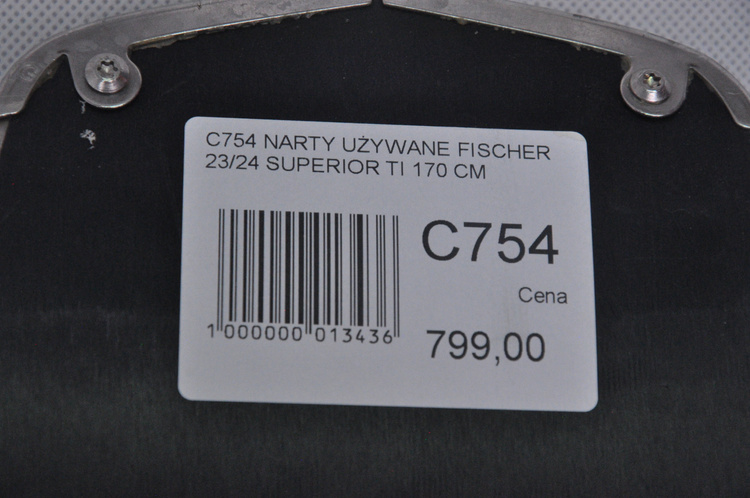 C754 NARTY UŻYWANE FISCHER
23/24 SUPERIOR TI 170 CM
C754
Cena
1 000000 013436
799,00